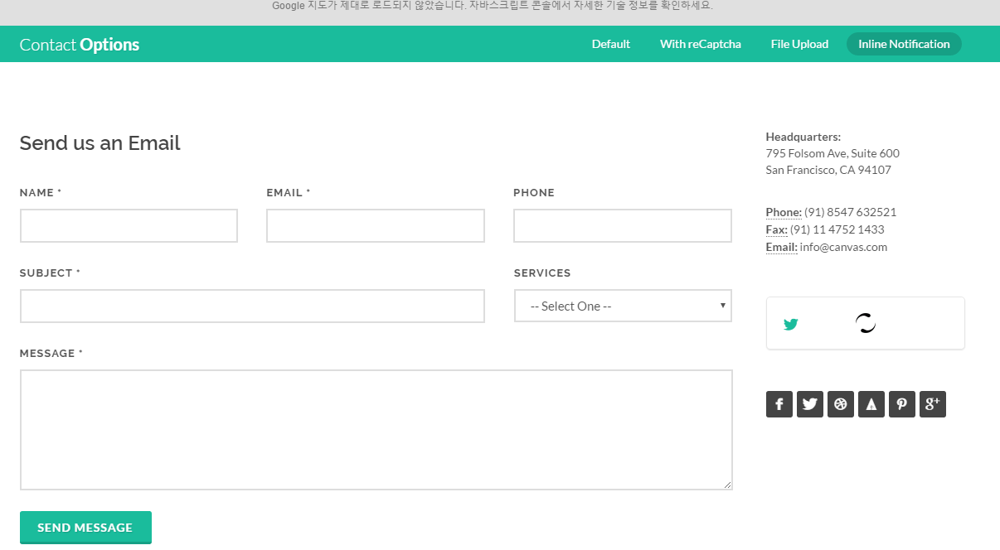 Google 지도가 제대로 로드되지 않았습니다. 자바스크립트 콘솔에서 자세한 기술 정보를 확인하세요.
Contact Options
Default
With reCaptcha
File Upload
Inline Notification
Send us an Email
NAME *
EMAIL *
PHONE
SUBJECT *
SERVICES
-- Select One --
MESSAGE *
SEND MESSAGE
Headquarters:
795 Folsom Ave, Suite 600
San Francisco, CA 94107
Phone: (91) 8547 632521
Fax: (91) 11 4752 1433
Email: info@canvas.com